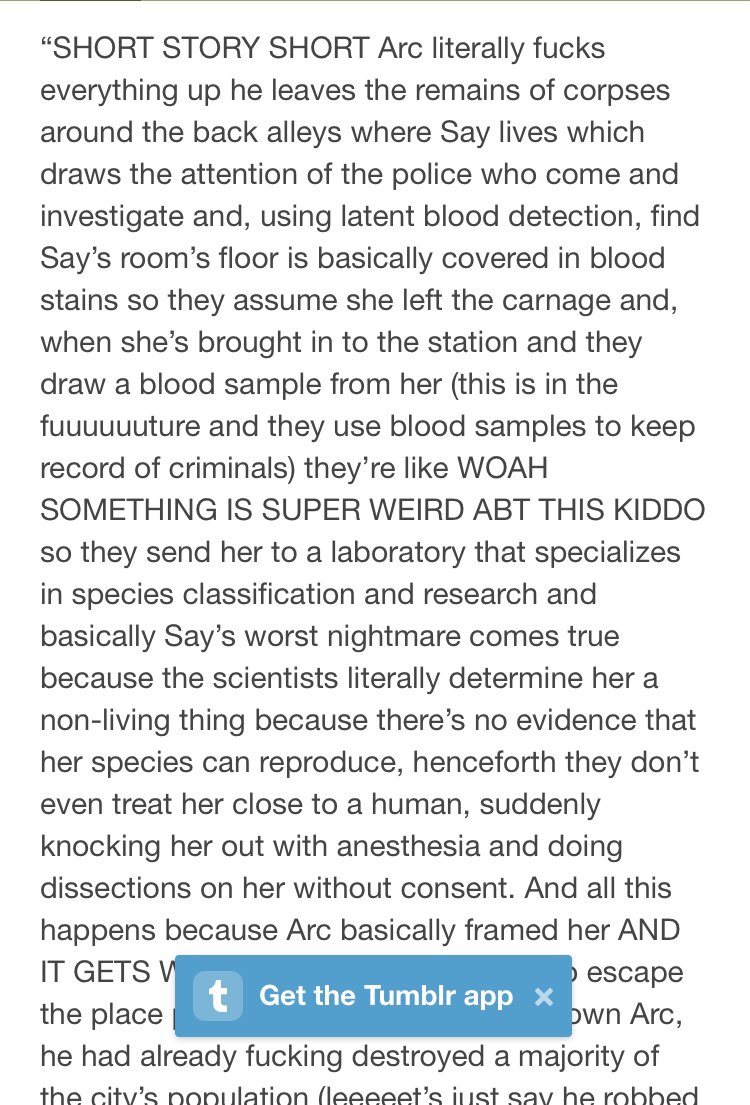 “SHORT STORY SHORT Arc literally fucks
everything up he leaves the remains of corpses
around the back alleys where Say lives which
draws the attention of the police who come and
investigate and, using latent blood detection, find
Say’s room’s floor is basically covered in blood
stains so they assume she left the carnage and,
when she’s brought in to the station and they
draw a blood sample from her (this is in the
fuuuuuuture and they use blood samples to keep
record of criminals) they’re like WOAH
SOMETHING IS SUPER WEIRD ABT THIS KIDDO
so they send her to a laboratory that specializes
in species classification and research and
basically Say’s worst nightmare comes true
because the scientists literally determine her a
non-living thing because there’s no evidence that
her species can reproduce, henceforth they don’t
even treat her close to a human, suddenly
knocking her out with anesthesia and doing
dissections on her without consent. And all this
happens because Arc basically framed her AND
IT GETS escape
t Get the Tumblr app ×
the place own Arc,
he had already fucking destroyed a majority of
the city’s population (leeeeet’s just say he robbed